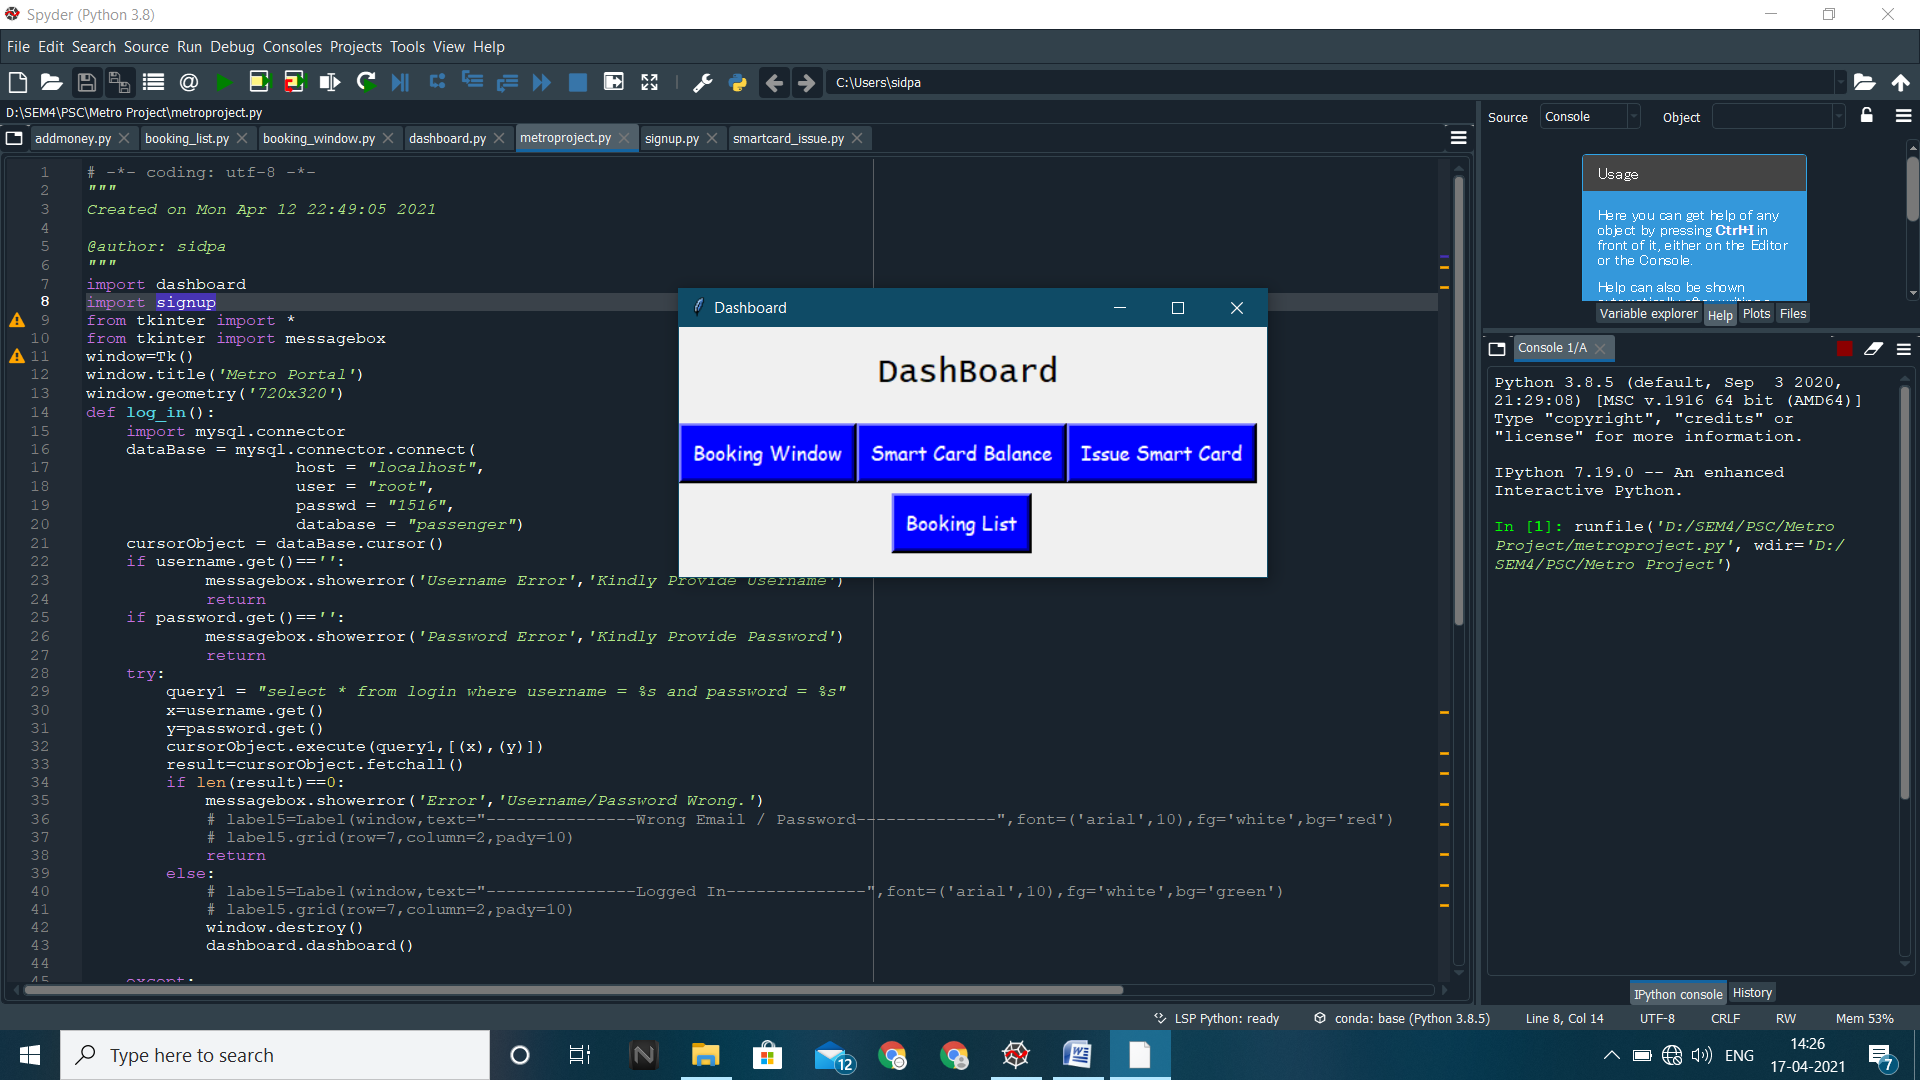 Spyder (Python 3.8)
File Edit Search Source Run Debug Consoles Projects Tools View Help
C:\Users\sidpa
D:\SEM4\PSC\Metro Project\metroproject.py
addmoney.py booking_list.py booking_window.py dashboard.py metroproject.py signup.py smartcard_issue.py
1 # -*- coding: utf-8 -*-
2 """
3 Created on Mon Apr 12 22:49:05 2021
4
5 @author: sidpa
6 """
7 import dashboard
8 import signup
9 from tkinter import *
10 from tkinter import messagebox
11 window=Tk()
12 window.title('Metro Portal')
13 window.geometry('720x320')
14 def log_in():
15 import mysql.connector
16 dataBase = mysql.connector.connect(
17 host = "localhost",
18 user = "root",
19 passwd = "1516",
20 database = "passenger")
21 cursorObject = dataBase.cursor()
22 if username.get()=='':
23 messagebox.showerror('Username Error','Kindly Provide Username')
24 return
25 if password.get()=='':
26 messagebox.showerror('Password Error','Kindly Provide Password')
27 return
28 try:
29 query1 = "select * from login where username = %s and password = %s"
30 x=username.get()
31 y=password.get()
32 cursorObject.execute(query1,[(x),(y)])
33 result=cursorObject.fetchall()
34 if len(result)==0:
35 messagebox.showerror('Error','Username/Password Wrong.')
36 # label5=Label(window,text="---------------Wrong Email / Password--------------",font=('arial',10),fg='white',bg='red')
37 # label5.grid(row=7,column=2,pady=10)
38 return
39 else:
40 # label5=Label(window,text="---------------Logged In--------------",font=('arial',10),fg='white',bg='green')
41 # label5.grid(row=7,column=2,pady=10)
42 window.destroy()
43 dashboard.dashboard()
44
45 except:
Dashboard
DashBoard
Booking Window Smart Card Balance Issue Smart Card
Booking List
Source Console Object
Usage
Here you can get help of any
object by pressing Ctrl+I in
front of it, either on the Editor
or the Console.
Help can also be shown
Variable explorer Help Plots Files
Console 1/A
Python 3.8.5 (default, Sep 3 2020,
21:29:08) [MSC v.1916 64 bit (AMD64)]
Type "copyright", "credits" or
"license" for more information.
IPython 7.19.0 -- An enhanced
Interactive Python.
In [1]: runfile('D:/SEM4/PSC/Metro
Project/metroproject.py', wdir='D:/
SEM4/PSC/Metro Project')
IPython console History
LSP Python: ready conda: base (Python 3.8.5) Line 8, Col 14 UTF-8 CRLF RW Mem 53%
Type here to search
12
ENG
14:26
17-04-2021
7